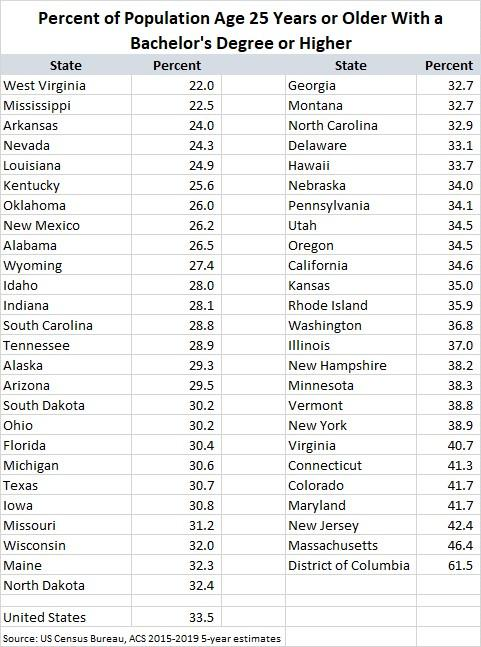 Percent of Population Age 25 Years or Older With a
Bachelor's Degree or Higher
State Percent State Percent
West Virginia 22.0 Georgia 32.7
Mississippi 22.5 Montana 32.7
Arkansas 24.0 North Carolina 32.9
Nevada 24.3 Delaware 33.1
Louisiana 24.9 Hawaii 33.7
Kentucky 25.6 Nebraska 34.0
Oklahoma 26.0 Pennsylvania 34.1
New Mexico 26.2 Utah 34.5
Alabama 26.5 Oregon 34.5
Wyoming 27.4 California 34.6
Idaho 28.0 Kansas 35.0
Indiana 28.1 Rhode Island 35.9
South Carolina 28.8 Washington 36.8
Tennessee 28.9 Illinois 37.0
Alaska 29.3 New Hampshire 38.2
Arizona 29.5 Minnesota 38.3
South Dakota 30.2 Vermont 38.8
Ohio 30.2 New York 38.9
Florida 30.4 Virginia 40.7
Michigan 30.6 Connecticut 41.3
Texas 30.7 Colorado 41.7
Iowa 30.8 Maryland 41.7
Missouri 31.2 New Jersey 42.4
Wisconsin 32.0 Massachusetts 46.4
Maine 32.3 District of Columbia 61.5
North Dakota 32.4
United States 33.5
Source: US Census Bureau, ACS 2015-2019 5-year estimates